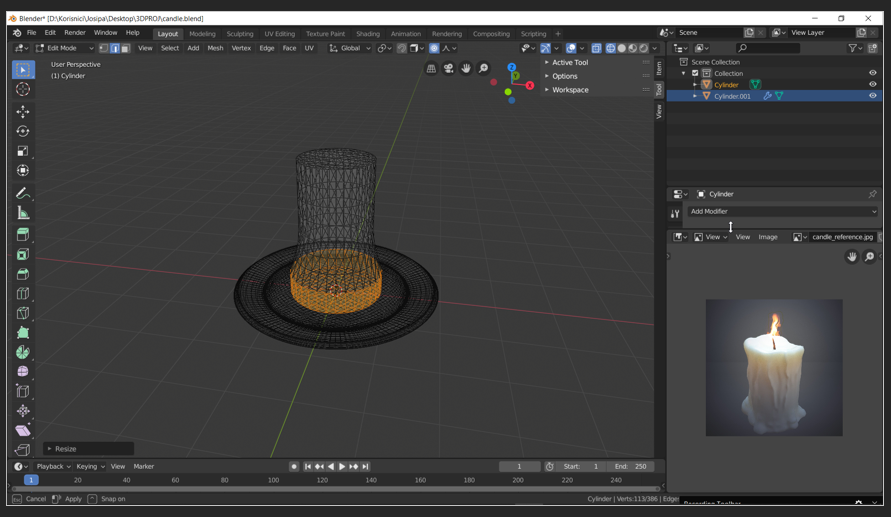 Blender* [D:\Korisnici\Josipa\Desktop\3DPROJ\candle.blend]
File Edit Render Window Help Layout Modeling Sculpting UV Editing Texture Paint Shading Animation Rendering Compositing Scripting + Scene View Layer
Edit Mode View Select Add Mesh Vertex Edge Face UV Global
User Perspective
(1) Cylinder
Active Tool
Options
Workspace
Item
Tool
View
Z
Y
X
Scene Collection
Collection
Cylinder
Cylinder.001
Cylinder
Add Modifier
View View Image candle_reference.jpg
Resize
Playback Keying View Marker 1 Start: 1 End: 250
1 20 40 60 80 100 120 140 160 180 200 220 240
Esc Cancel Apply Snap on Cylinder | Verts:113/386 | Edges